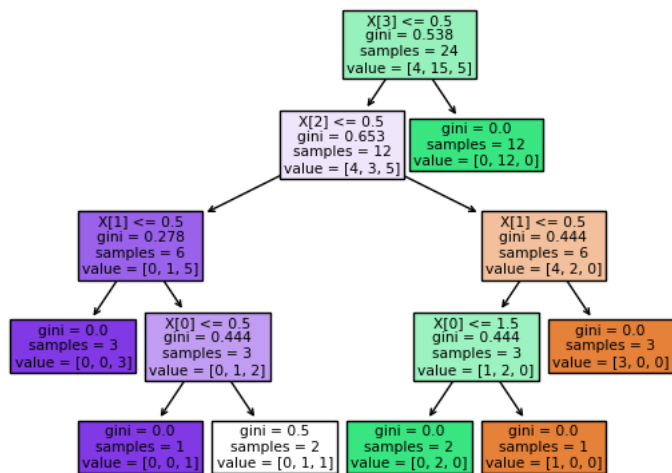 X[3] <= 0.5
gini = 0.538
samples = 24
value = [4, 15, 5]
X[2] <= 0.5
gini = 0.653
samples = 12
value = [4, 3, 5]
gini = 0.0
samples = 12
value = [0, 12, 0]
X[1] <= 0.5
gini = 0.278
samples = 6
value = [0, 1, 5]
X[1] <= 0.5
gini = 0.444
samples = 6
value = [4, 2, 0]
gini = 0.0
samples = 3
value = [0, 0, 3]
X[0] <= 0.5
gini = 0.444
samples = 3
value = [0, 1, 2]
X[0] <= 1.5
gini = 0.444
samples = 3
value = [1, 2, 0]
gini = 0.0
samples = 3
value = [3, 0, 0]
gini = 0.0
samples = 1
value = [0, 0, 1]
gini = 0.5
samples = 2
value = [0, 1, 1]
gini = 0.0
samples = 2
value = [0, 2, 0]
gini = 0.0
samples = 1
value = [1, 0, 0]